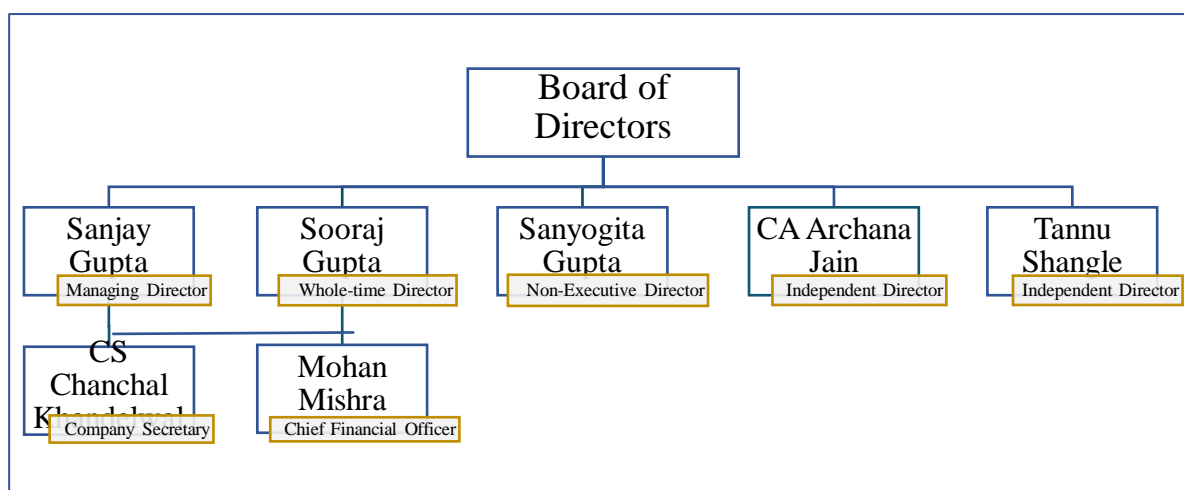 Board of
Directors
Sanjay
Gupta
Managing Director
Sooraj
Gupta
Whole-time Director
Sanyogita
Gupta
Non-Executive Director
CA Archana
Jain
Independent Director
Tannu
Shangle
Independent Director
CS
Chanchal
Khandelwal
Company Secretary
Mohan
Mishra
Chief Financial Officer